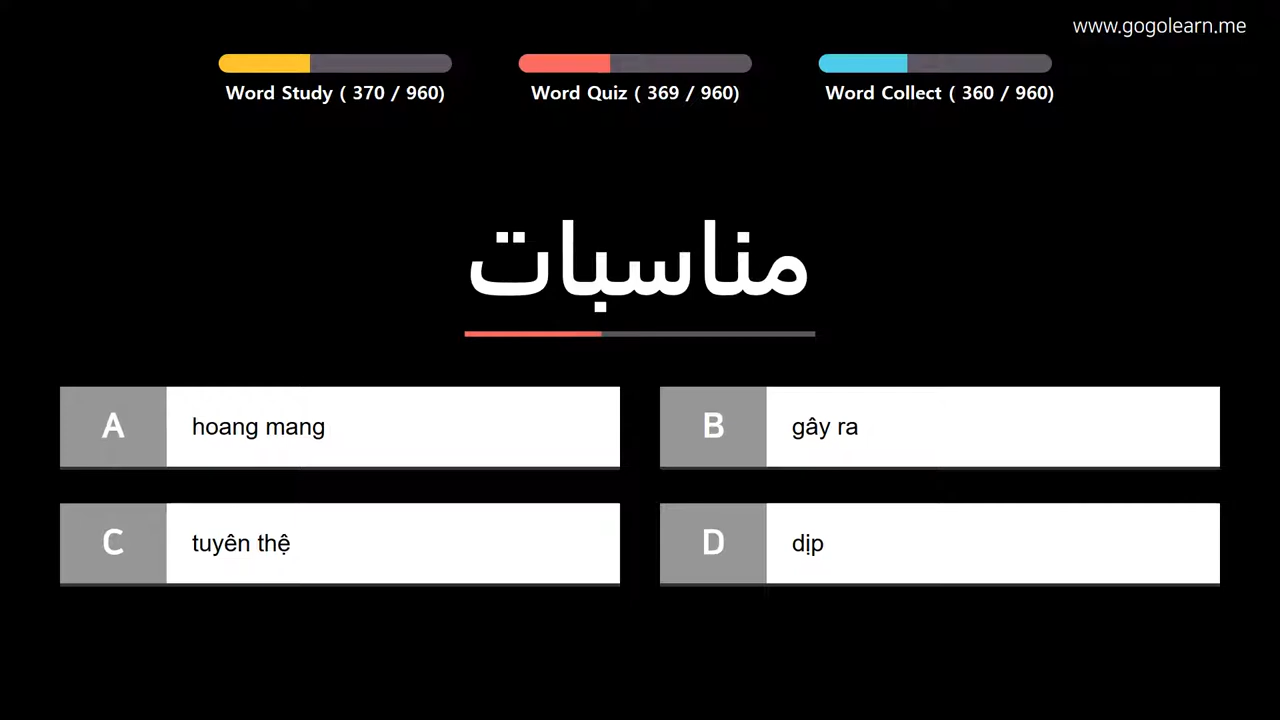 www.gogolearn.me
Word Study ( 370 / 960)
Word Quiz ( 369 / 960)
Word Collect ( 360 / 960)
مناسبات
A
hoang mang
B
gây ra
C
tuyên thệ
D
dịp